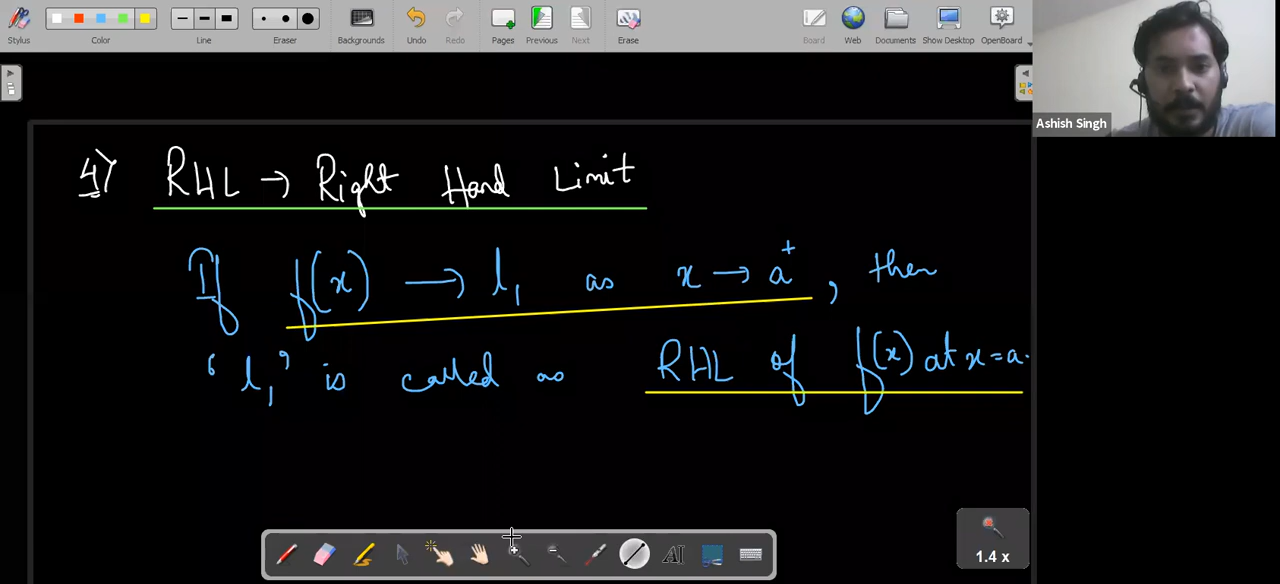 Stylus Color Line Eraser Backgrounds Undo Redo Pages Previous Next Erase Board Web Documents Show Desktop OpenBoard
Ashish Singh
4) RHL → Right Hand Limit
If f(x) → l₁ as x → a⁺, then
‘l₁’ is called as RHL of f(x) at x = a.
AI
1.4 x